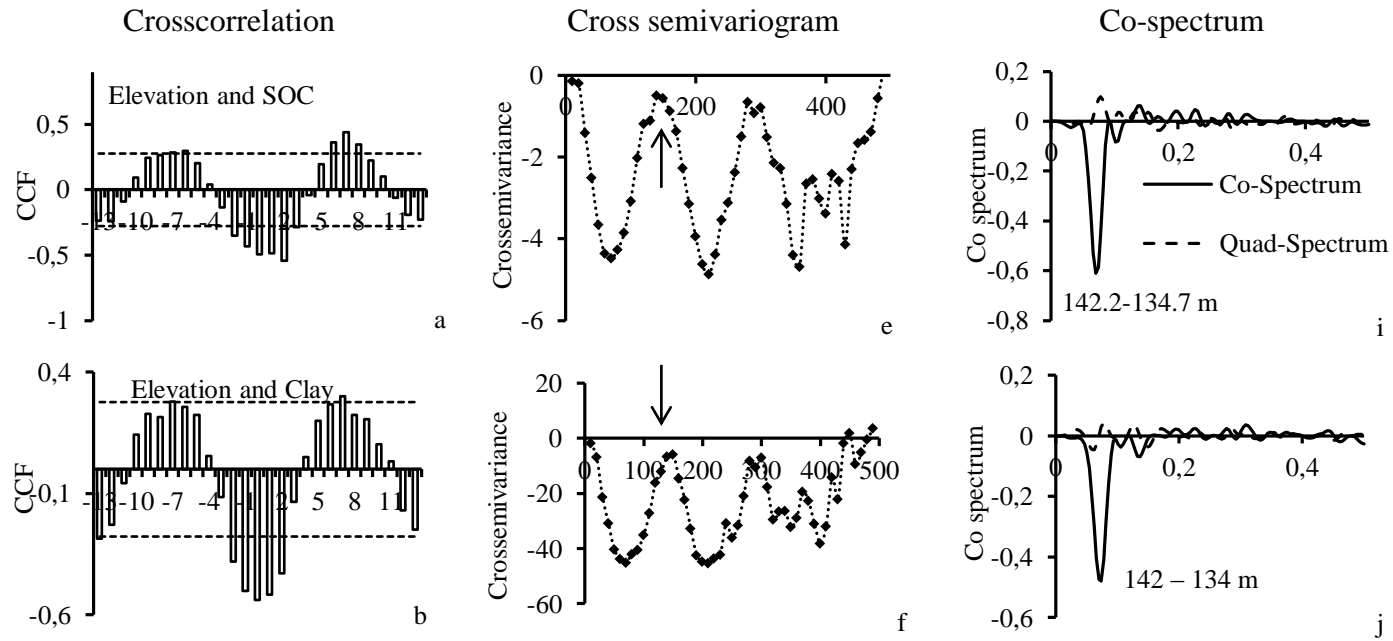 Crosscorrelation
Cross semivariogram
Co-spectrum
Elevation and SOC
CCF
0,5
0
-0,5
-1
-13 -10 -7 -4 -1 2 5 8 11
a
Crossemivariance
0
-2
-4
-6
0 200 400
e
Co spectrum
0,2
0
-0,2
-0,4
-0,6
-0,8
0 0,2 0,4
Co-Spectrum
Quad-Spectrum
142.2-134.7 m
i
Elevation and Clay
CCF
0,4
-0,1
-0,6
-13 -10 -7 -4 -1 2 5 8 11
b
Crossemivariance
20
0
-20
-40
-60
0 100 200 300 400 500
f
Co spectrum
0,2
0
-0,2
-0,4
-0,6
0 0,2 0,4
142 – 134 m
j